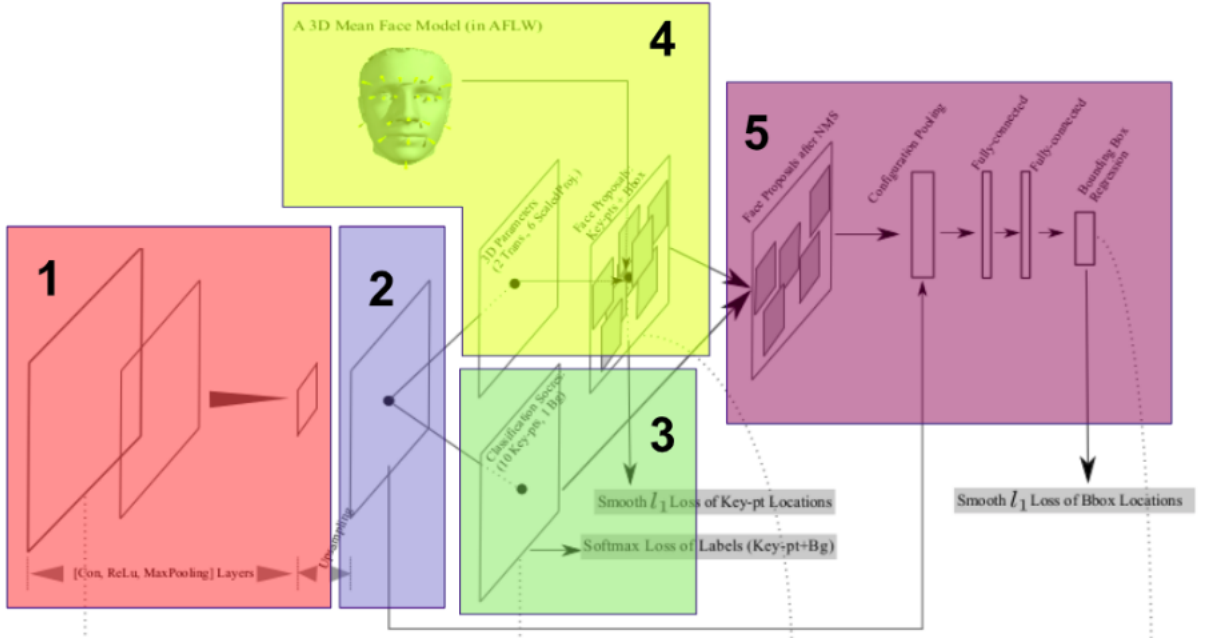 A 3D Mean Face Model (in AFLW)
4
5
1
2
3
3D Parameters
(2 Trans., 6 ScaledProj.)
Face Proposals:
Key-pts + Bbox
Face Proposals after NMS
Configuration Pooling
Fully-connected
Fully-connected
Bounding Box
Regression
Classification Socres:
(10 Key-pts, 1 Bg)
Smooth l1 Loss of Key-pt Locations
Softmax Loss of Labels (Key-pt+Bg)
Smooth l1 Loss of Bbox Locations
[Con, ReLu, MaxPooling] Layers
Upsampling